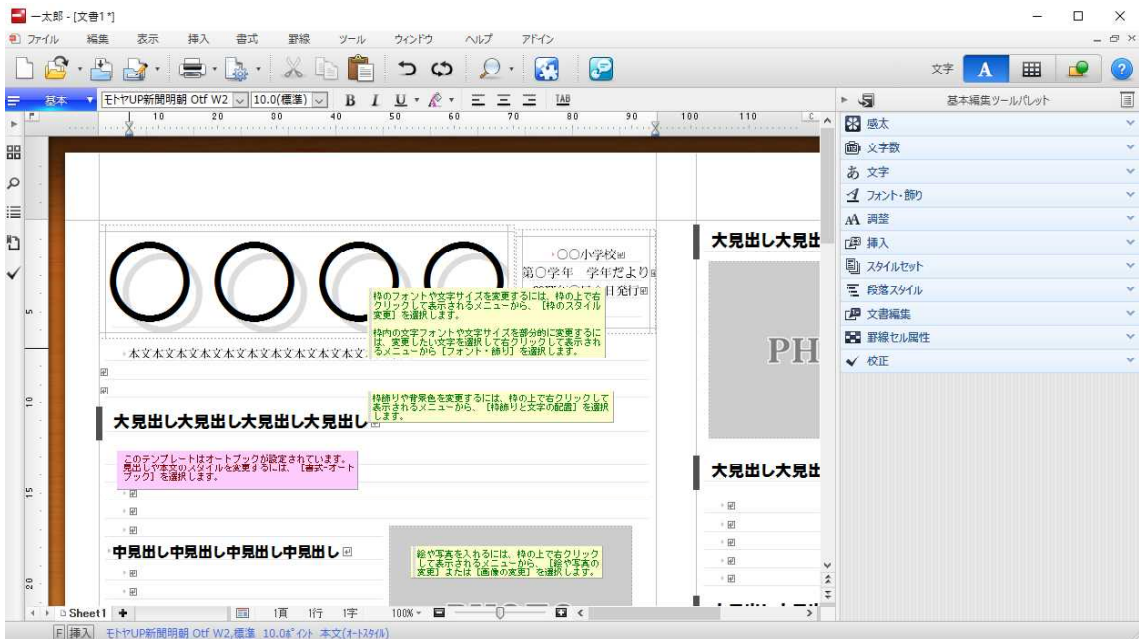 一太郎 - [文書1 *]
ファイル 編集 表示 挿入 書式 罫線 ツール ウィンドウ ヘルプ アドイン
文字 A
基本 モトヤUP新聞明朝 Otf W2 10.0(標準) B I U TAB
基本編集ツールパレット
10 20 30 40 50 60 70 80 90 100 110
感太
文字数
あ 文字
フォント・飾り
調整
挿入
スタイルセット
段落スタイル
文書編集
罫線セル属性
校正
○○○○
○○小学校
第○学年 学年だより
日発行
枠のフォントや文字サイズを変更するには、枠の上で右
クリックして表示されるメニューから、[枠のスタイル
変更]を選択します。
枠内の文字フォントや文字サイズを部分的に変更するに
は、変更したい文字を選択して右クリックして表示され
るメニューから[フォント・飾り]を選択します。
本文本文本文本文本文本文本文本文本文
枠飾りや背景色を変更するには、枠の上で右クリックして
表示されるメニューから、[枠飾りと文字の配置]を選択
します。
大見出し大見出し大見出し大見出し
このテンプレートはオートブックが設定されています。
見出しや本文のスタイルを変更するには、[書式-オート
ブック]を選択します。
中見出し中見出し中見出し中見出し
絵や写真を入れるには、枠の上で右クリック
して表示されるメニューから、[絵や写真の
変更]または[画像の変更]を選択します。
大見出し大見出
PH
大見出し大見出
5
10
15
20
Sheet1 1頁 1行 1字 100%
挿入 モトヤUP新聞明朝 Otf W2,標準 10.0ポイント 本文(オートスタイル)